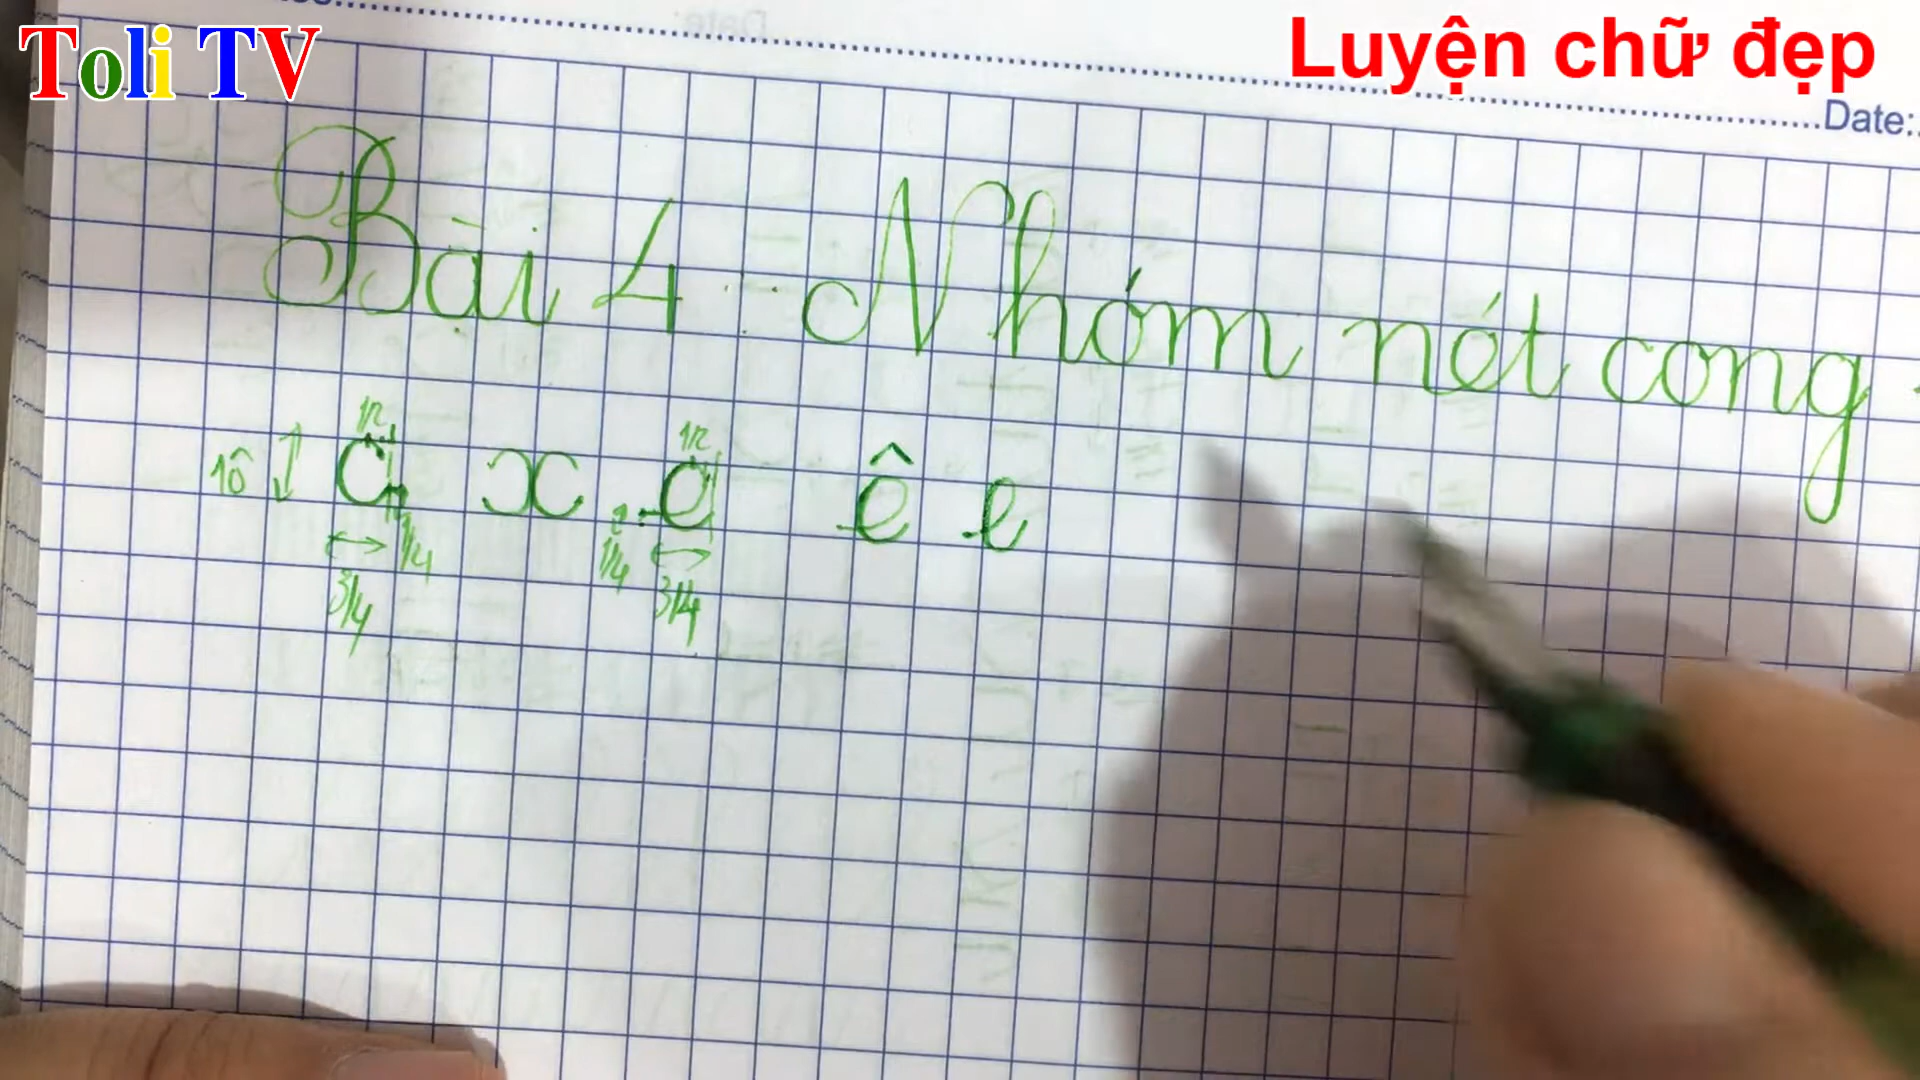 Toli TV
Luyện chữ đẹp
Date:
Bài 4: Nhóm nét cong
1ô c x e ê e
1/2 1/2
1/4 1/4
3/4 3/4